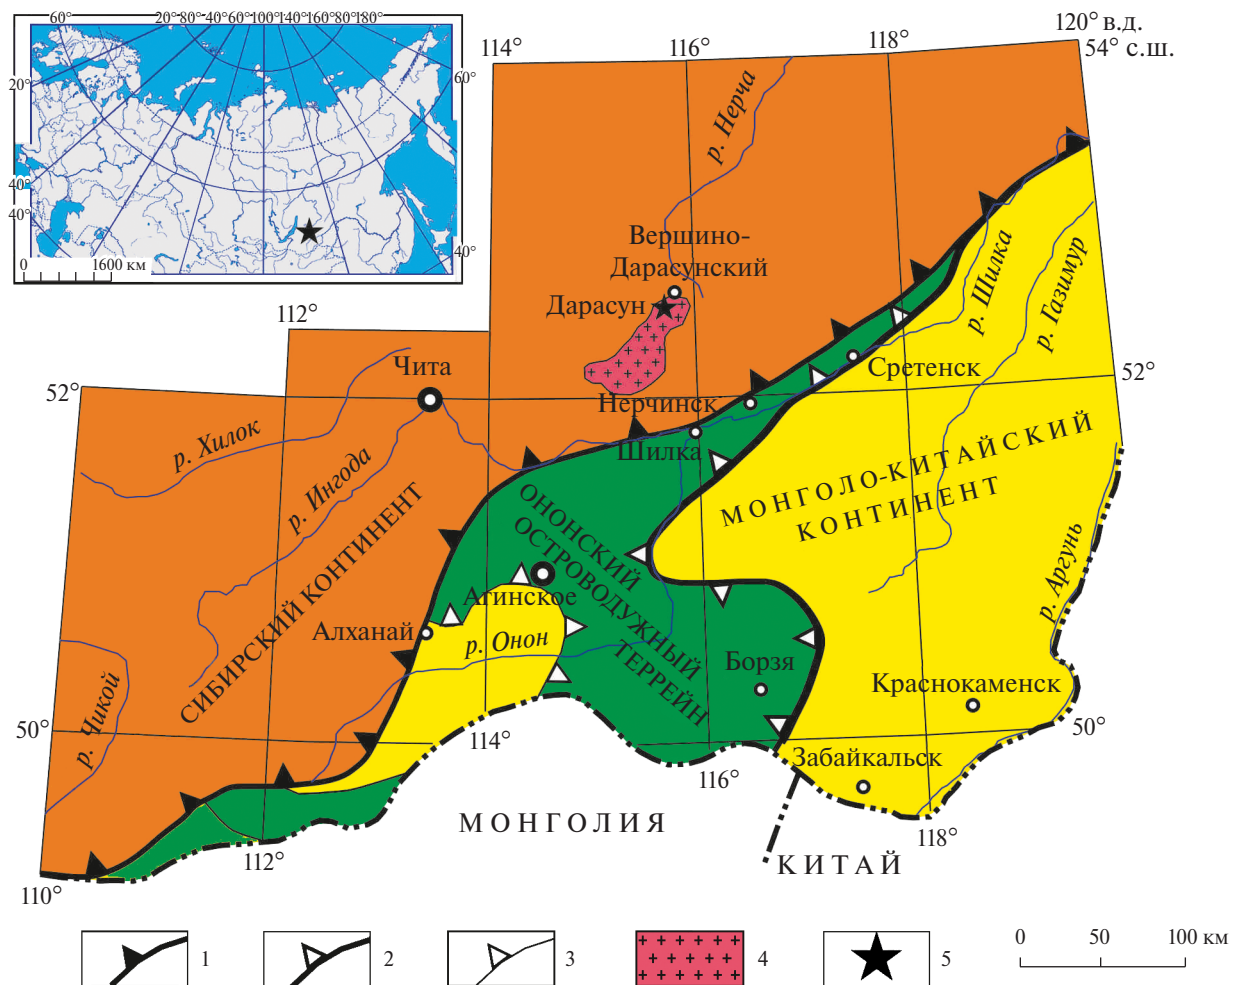 60° 20° 80° 40° 60° 100° 140° 160° 80° 180°
20°
60°
40°
40°
40°
0 1600 км
114°
116°
118°
120° в.д.
54° с.ш.
р. Нерча
Вершино-
Дарасунский
Дарасун
р. Шилка
р. Газимур
112°
52°
Чита
Сретенск
52°
Нерчинск
Шилка
р. Хилок
р. Ингода
МОНГОЛО-КИТАЙСКИЙ
КОНТИНЕНТ
ОНОНСКИЙ
ОСТРОВОДУЖНЫЙ
ТЕРРЕЙН
СИБИРСКИЙ КОНТИНЕНТ
Агинское
Алханай
р. Онон
р. Аргунь
Борзя
Краснокаменск
р. Чикой
50°
114°
50°
116°
Забайкальск
МОНГОЛИЯ
118°
КИТАЙ
112°
110°
1
2
3
4
5
0 50 100 км